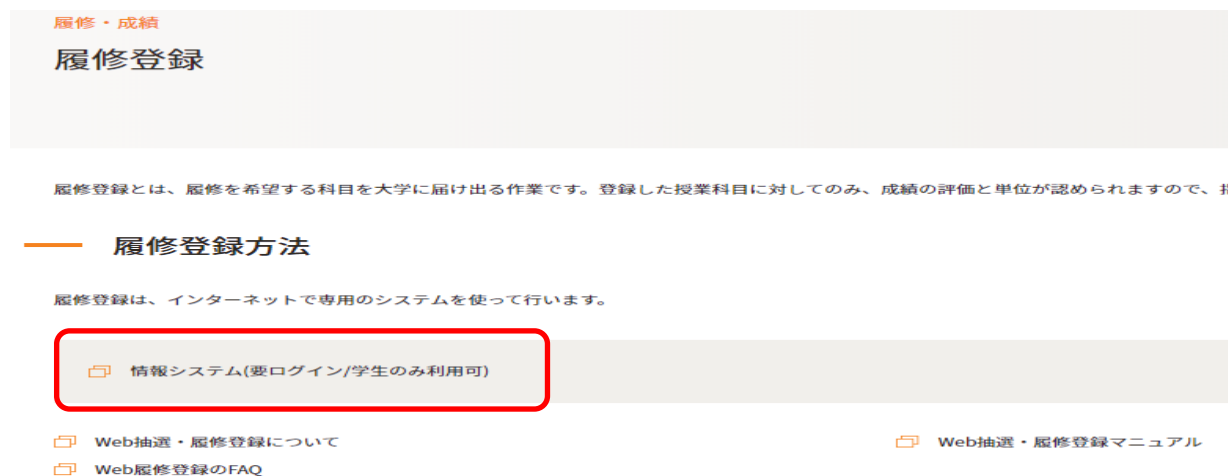 履修・成績
履修登録
履修登録とは、履修を希望する科目を大学に届け出る作業です。登録した授業科目に対してのみ、成績の評価と単位が認められますので、
履修登録方法
履修登録は、インターネットで専用のシステムを使って行います。
情報システム(要ログイン/学生のみ利用可)
Web抽選・履修登録について
Web抽選・履修登録マニュアル
Web履修登録のFAQ